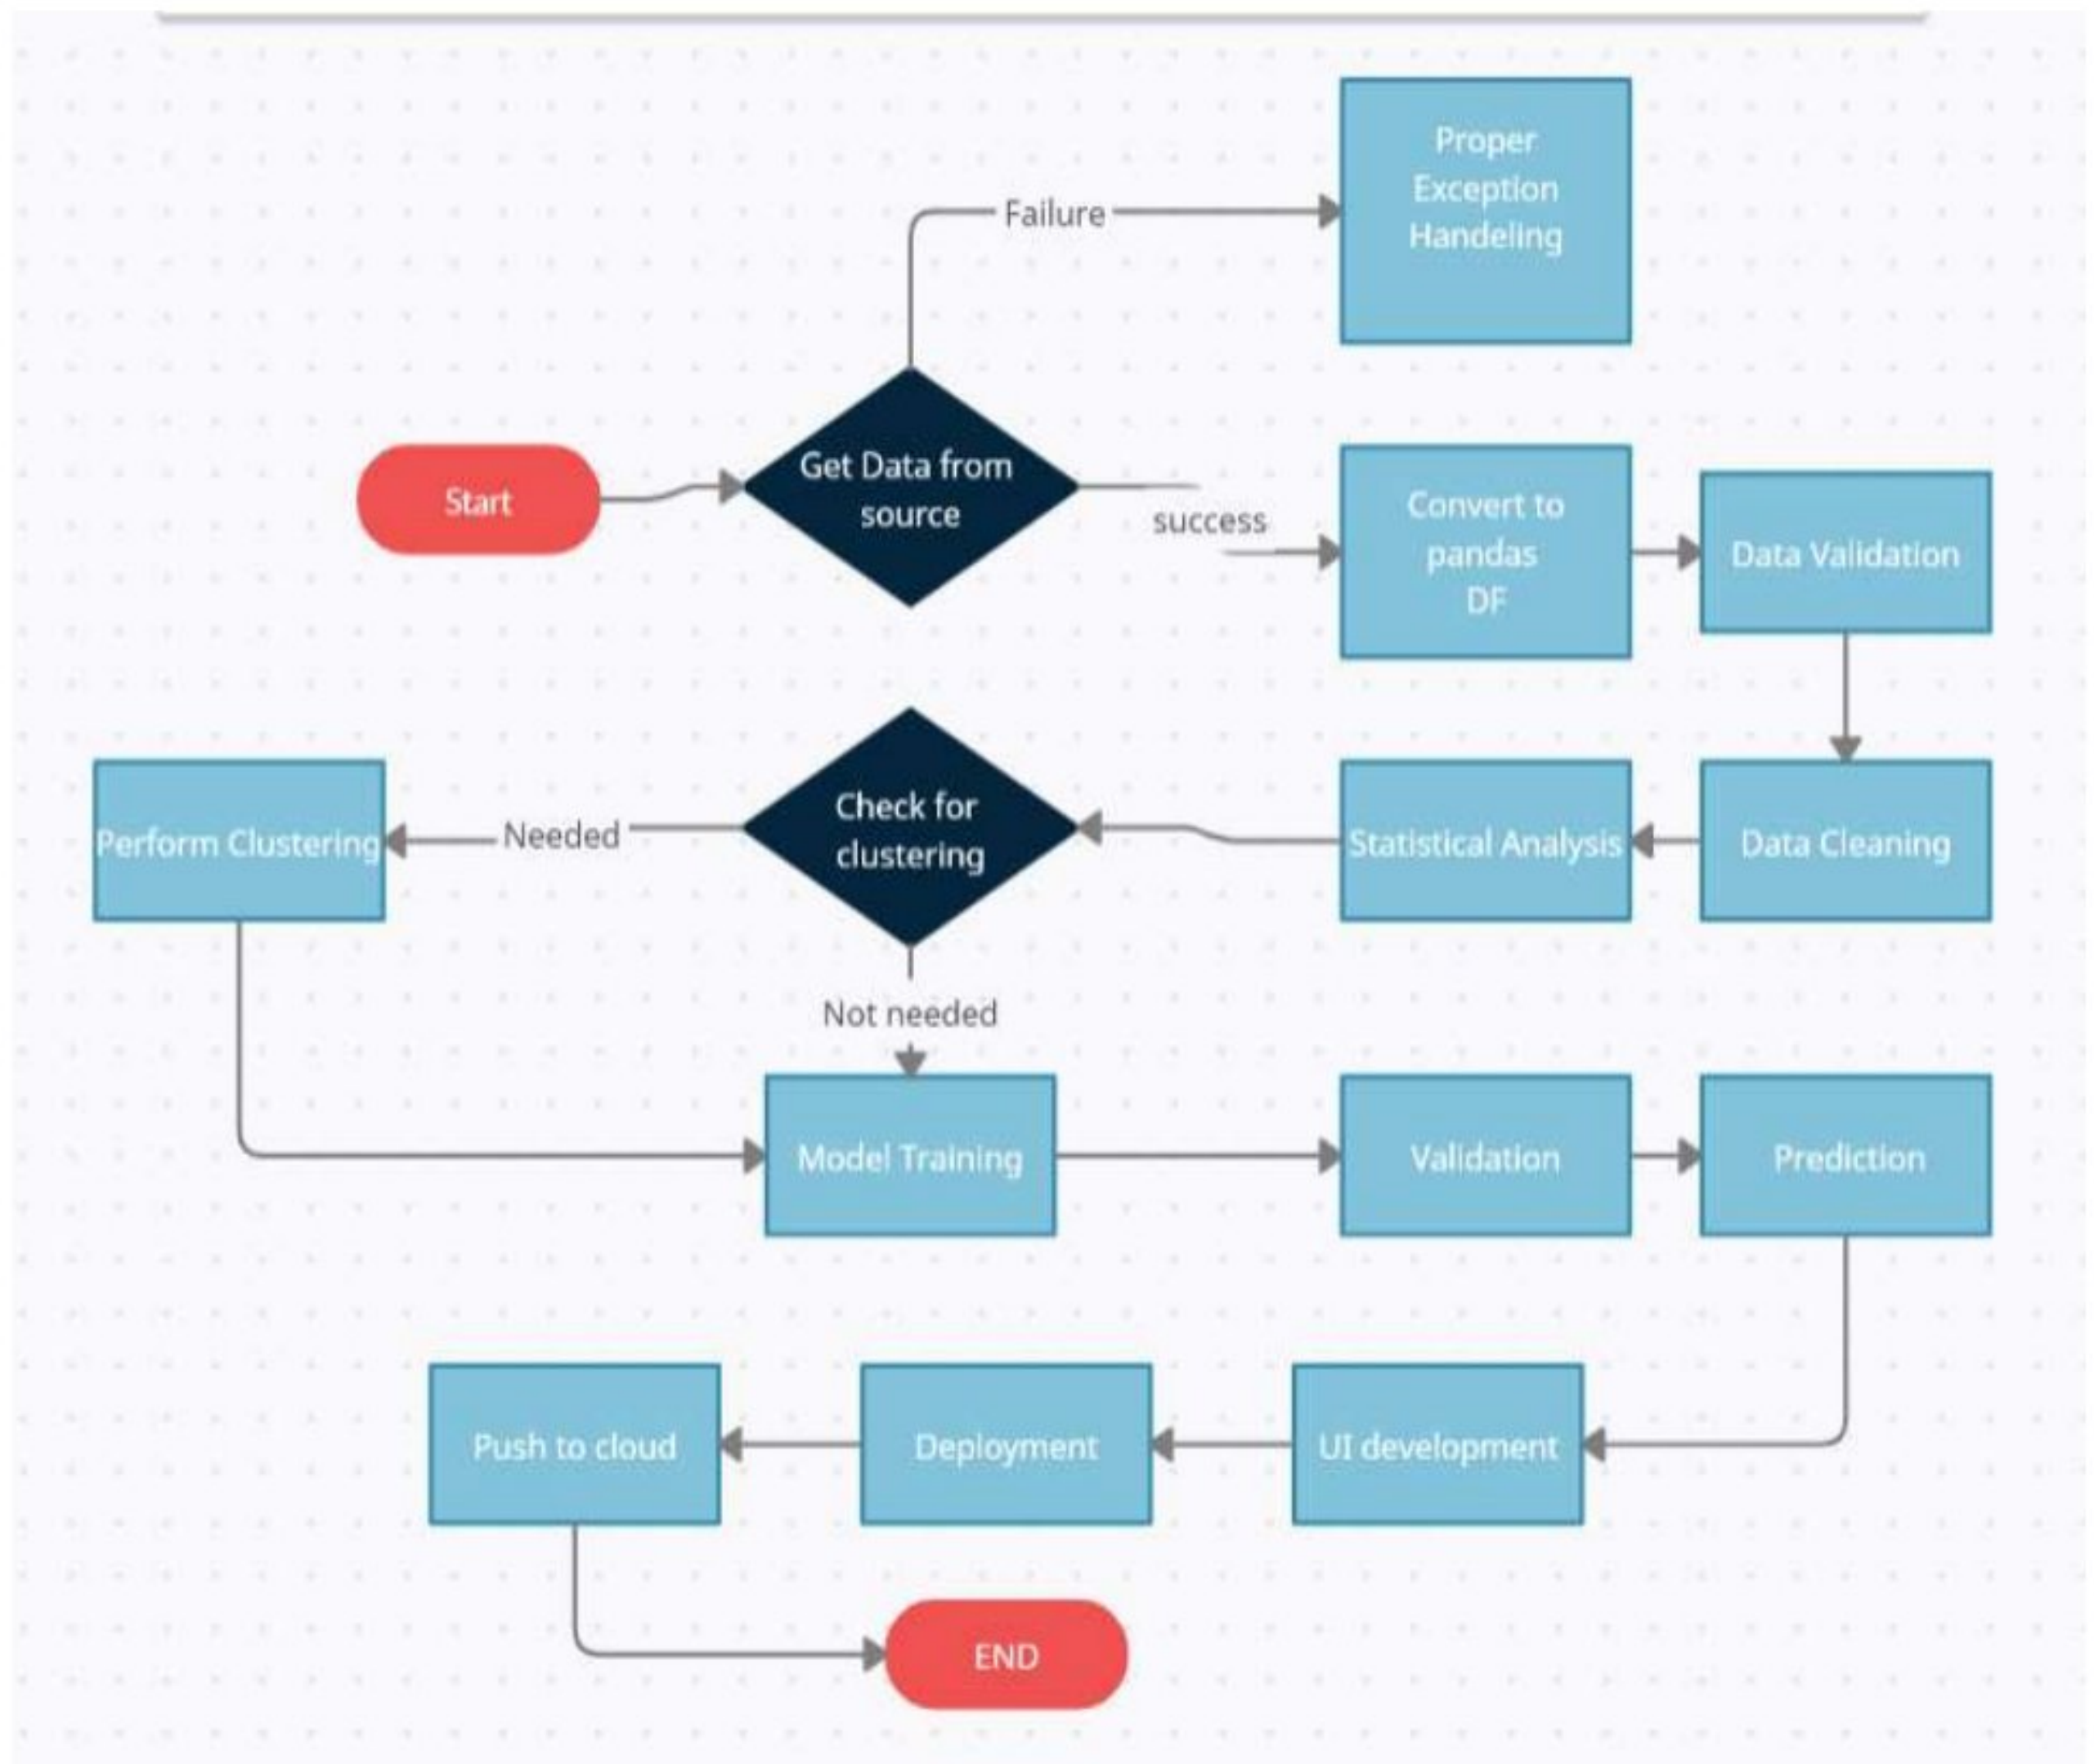 Proper
Exception
Handeling
Failure
Start
Get Data from
source
success
Convert to
pandas
DF
Data Validation
Perform Clustering
Needed
Check for
clustering
Statistical Analysis
Data Cleaning
Not needed
Model Training
Validation
Prediction
Push to cloud
Deployment
UI development
END